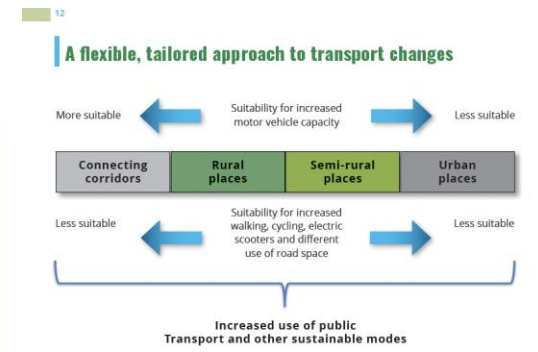 12
A flexible, tailored approach to transport changes
More suitable
Suitability for increased
motor vehicle capacity
Less suitable
Connecting
corridors
Rural
places
Semi-rural
places
Urban
places
Less suitable
Suitability for increased
walking, cycling, electric
scooters and different
use of road space
Less suitable
Increased use of public
Transport and other sustainable modes